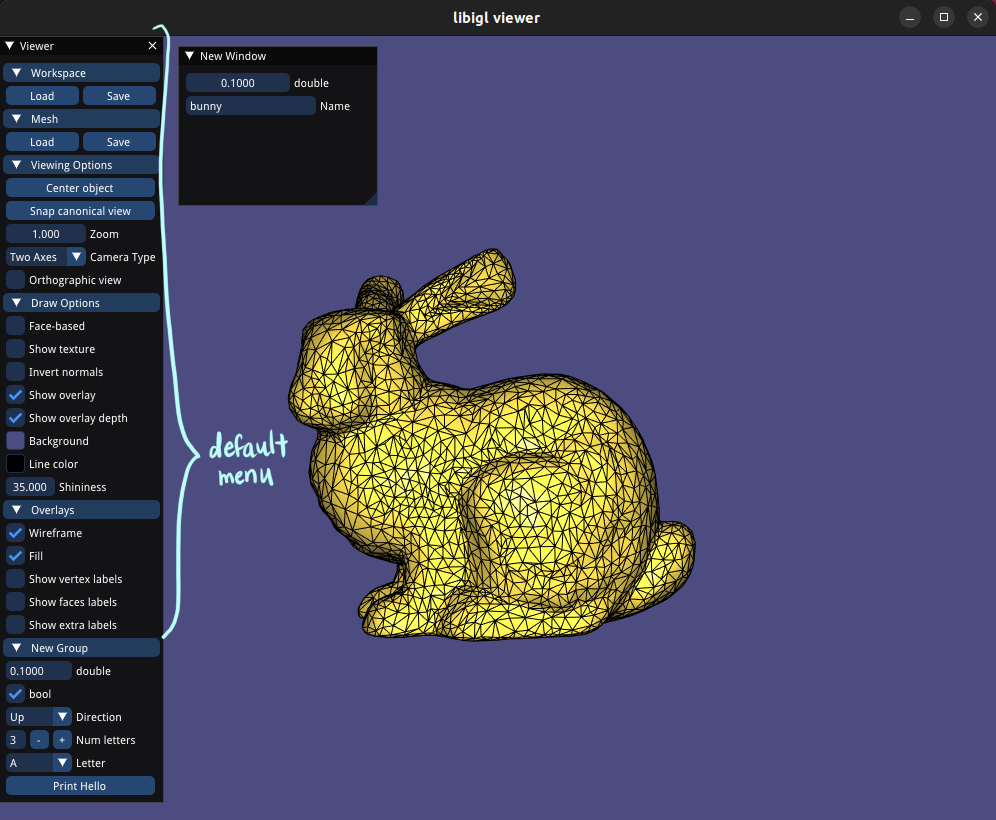 libigl viewer
Viewer
Workspace
Load Save
Mesh
Load Save
Viewing Options
Center object
Snap canonical view
1.000 Zoom
Two Axes Camera Type
Orthographic view
Draw Options
Face-based
Show texture
Invert normals
Show overlay
Show overlay depth
Background
Line color
35.000 Shininess
Overlays
Wireframe
Fill
Show vertex labels
Show faces labels
Show extra labels
New Group
0.1000 double
bool
Up Direction
3 - + Num letters
A Letter
Print Hello
New Window
0.1000 double
bunny Name
default
menu